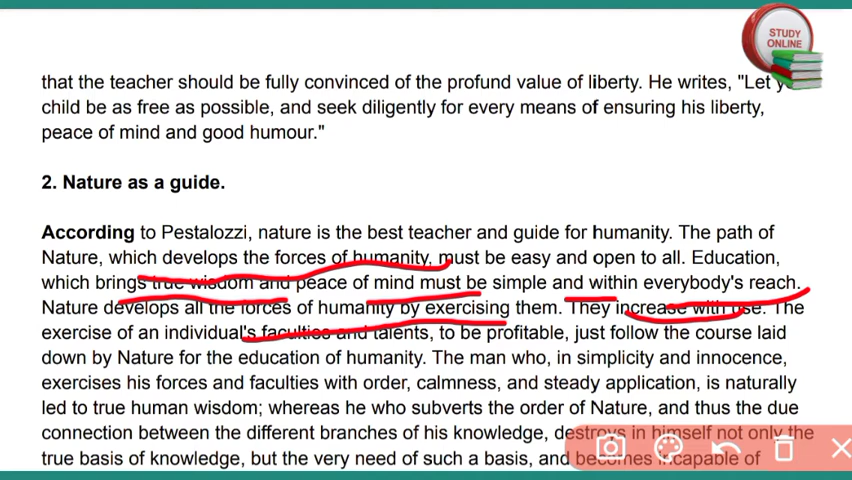 STUDY
ONLINE
that the teacher should be fully convinced of the profund value of liberty. He writes, "Let
child be as free as possible, and seek diligently for every means of ensuring his liberty,
peace of mind and good humour."
2. Nature as a guide.
According to Pestalozzi, nature is the best teacher and guide for humanity. The path of
Nature, which develops the forces of humanity, must be easy and open to all. Education,
which brings true wisdom and peace of mind must be simple and within everybody's reach.
Nature develops all the forces of humanity by exercising them. They increase with use. The
exercise of an individual's faculties and talents, to be profitable, just follow the course laid
down by Nature for the education of humanity. The man who, in simplicity and innocence,
exercises his forces and faculties with order, calmness, and steady application, is naturally
led to true human wisdom; whereas he who subverts the order of Nature, and thus the due
connection between the different branches of his knowledge, destroys in himself not only the
true basis of knowledge, but the very need of such a basis, and becomes incapable of